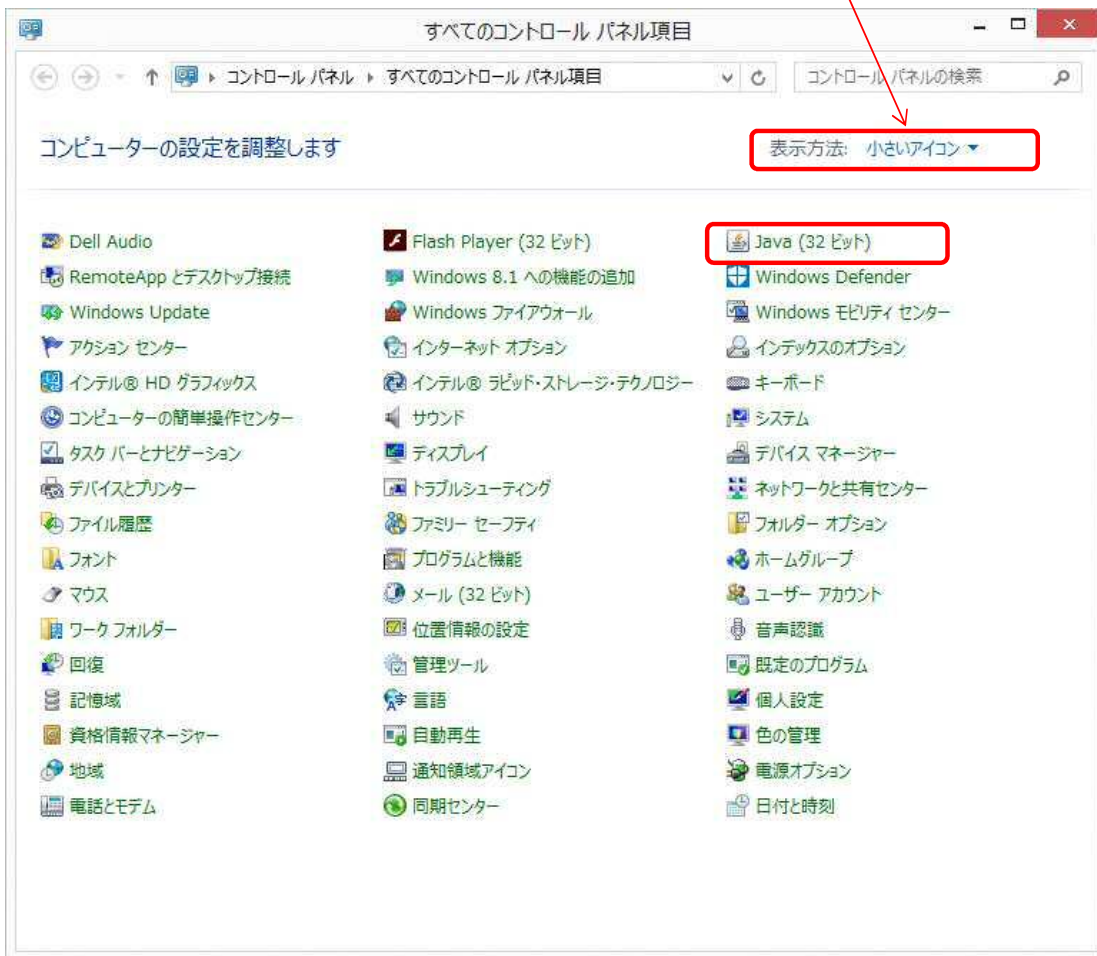 すべてのコントロール パネル項目
コントロール パネル ▸ すべてのコントロール パネル項目
コントロール パネルの検索
コンピューターの設定を調整します
表示方法: 小さいアイコン
Dell Audio
Flash Player (32 ビット)
Java (32 ビット)
RemoteApp とデスクトップ接続
Windows 8.1 への機能の追加
Windows Defender
Windows Update
Windows ファイアウォール
Windows モビリティ センター
アクション センター
インターネット オプション
インデックスのオプション
インテル® HD グラフィックス
インテル® ラピッド・ストレージ・テクノロジー
キーボード
コンピューターの簡単操作センター
サウンド
システム
タスク バーとナビゲーション
ディスプレイ
デバイス マネージャー
デバイスとプリンター
トラブルシューティング
ネットワークと共有センター
ファイル履歴
ファミリー セーフティ
フォルダー オプション
フォント
プログラムと機能
ホームグループ
マウス
メール (32 ビット)
ユーザー アカウント
ワーク フォルダー
位置情報の設定
音声認識
回復
管理ツール
既定のプログラム
記憶域
言語
個人設定
資格情報マネージャー
自動再生
色の管理
地域
通知領域アイコン
電源オプション
電話とモデム
同期センター
日付と時刻